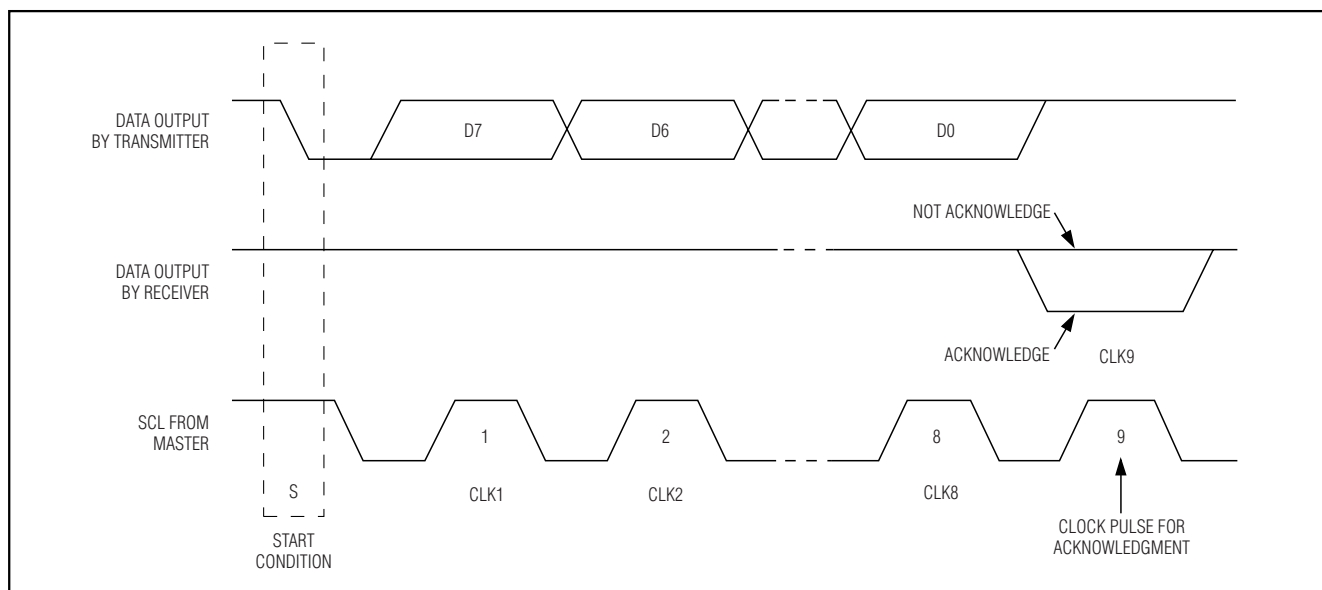 DATA OUTPUT
BY TRANSMITTER
D7
D6
D0
NOT ACKNOWLEDGE
DATA OUTPUT
BY RECEIVER
ACKNOWLEDGE
CLK9
SCL FROM
MASTER
1
2
8
9
S
CLK1
CLK2
CLK8
START
CONDITION
CLOCK PULSE FOR
ACKNOWLEDGMENT